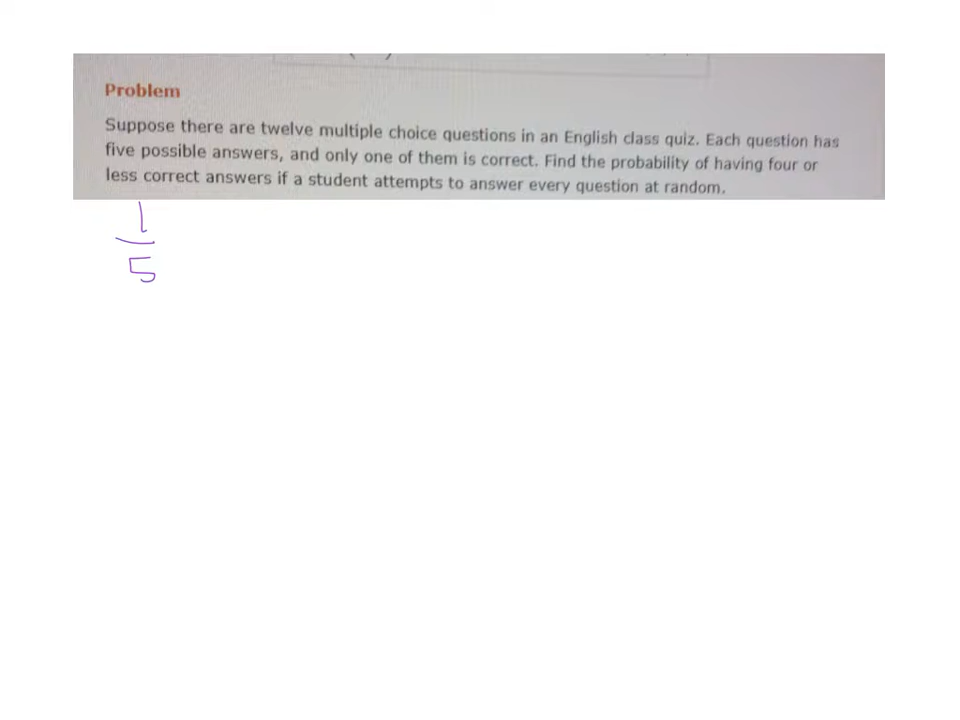 Problem
Suppose there are twelve multiple choice questions in an English class quiz. Each question has
five possible answers, and only one of them is correct. Find the probability of having four or
less correct answers if a student attempts to answer every question at random.
1
5